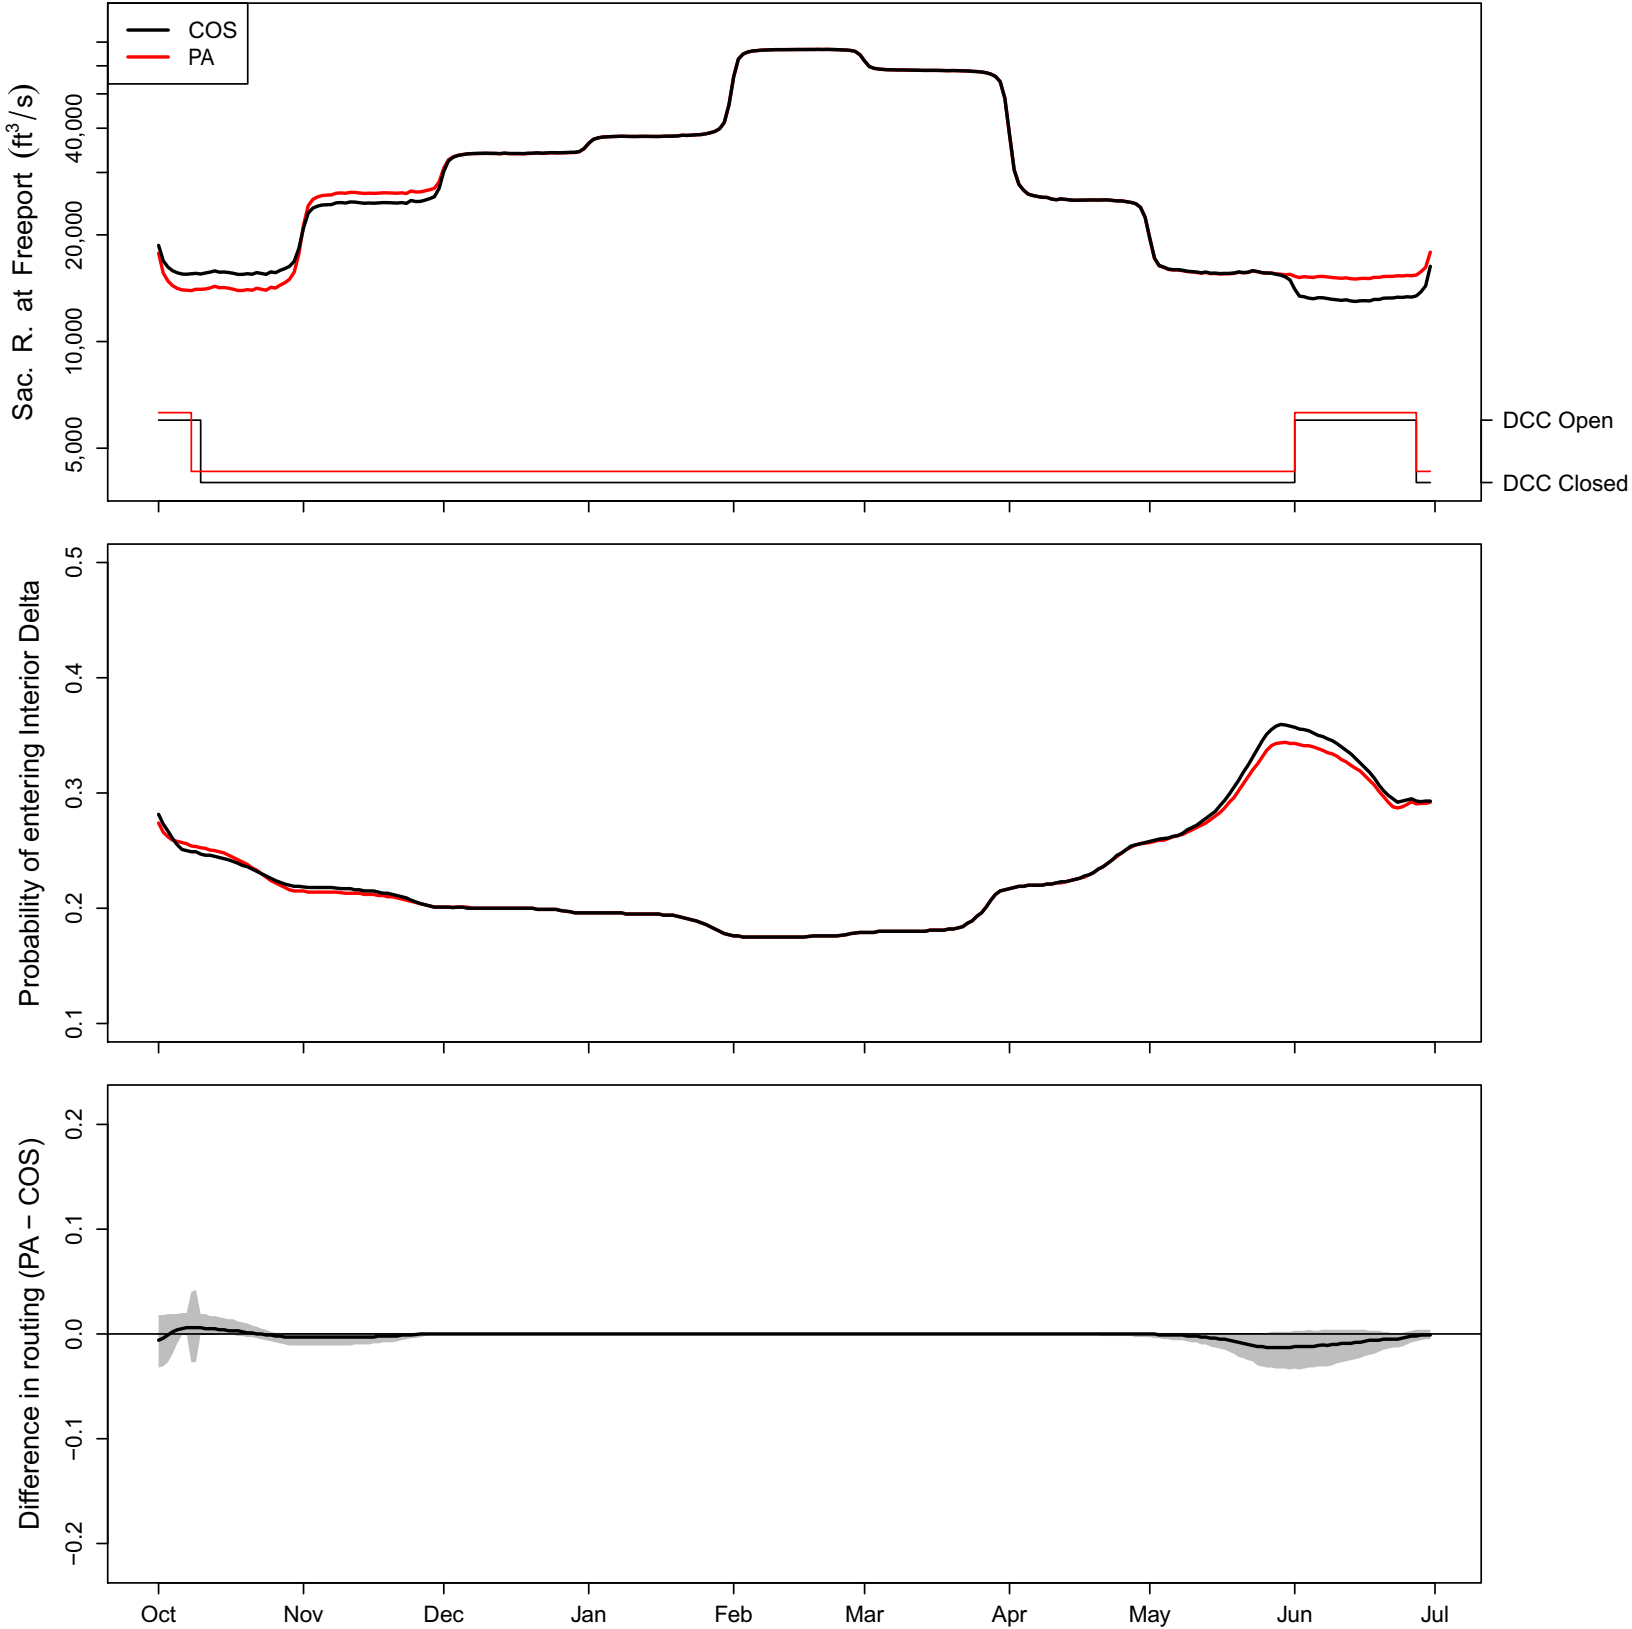 COS
PA
Sac. R. at Freeport (ft³/s)
40,000
20,000
10,000
5,000
DCC Open
DCC Closed
Probability of entering Interior Delta
0.5
0.4
0.3
0.2
0.1
Difference in routing (PA − COS)
0.2
0.1
0.0
−0.1
−0.2
Oct Nov Dec Jan Feb Mar Apr May Jun Jul